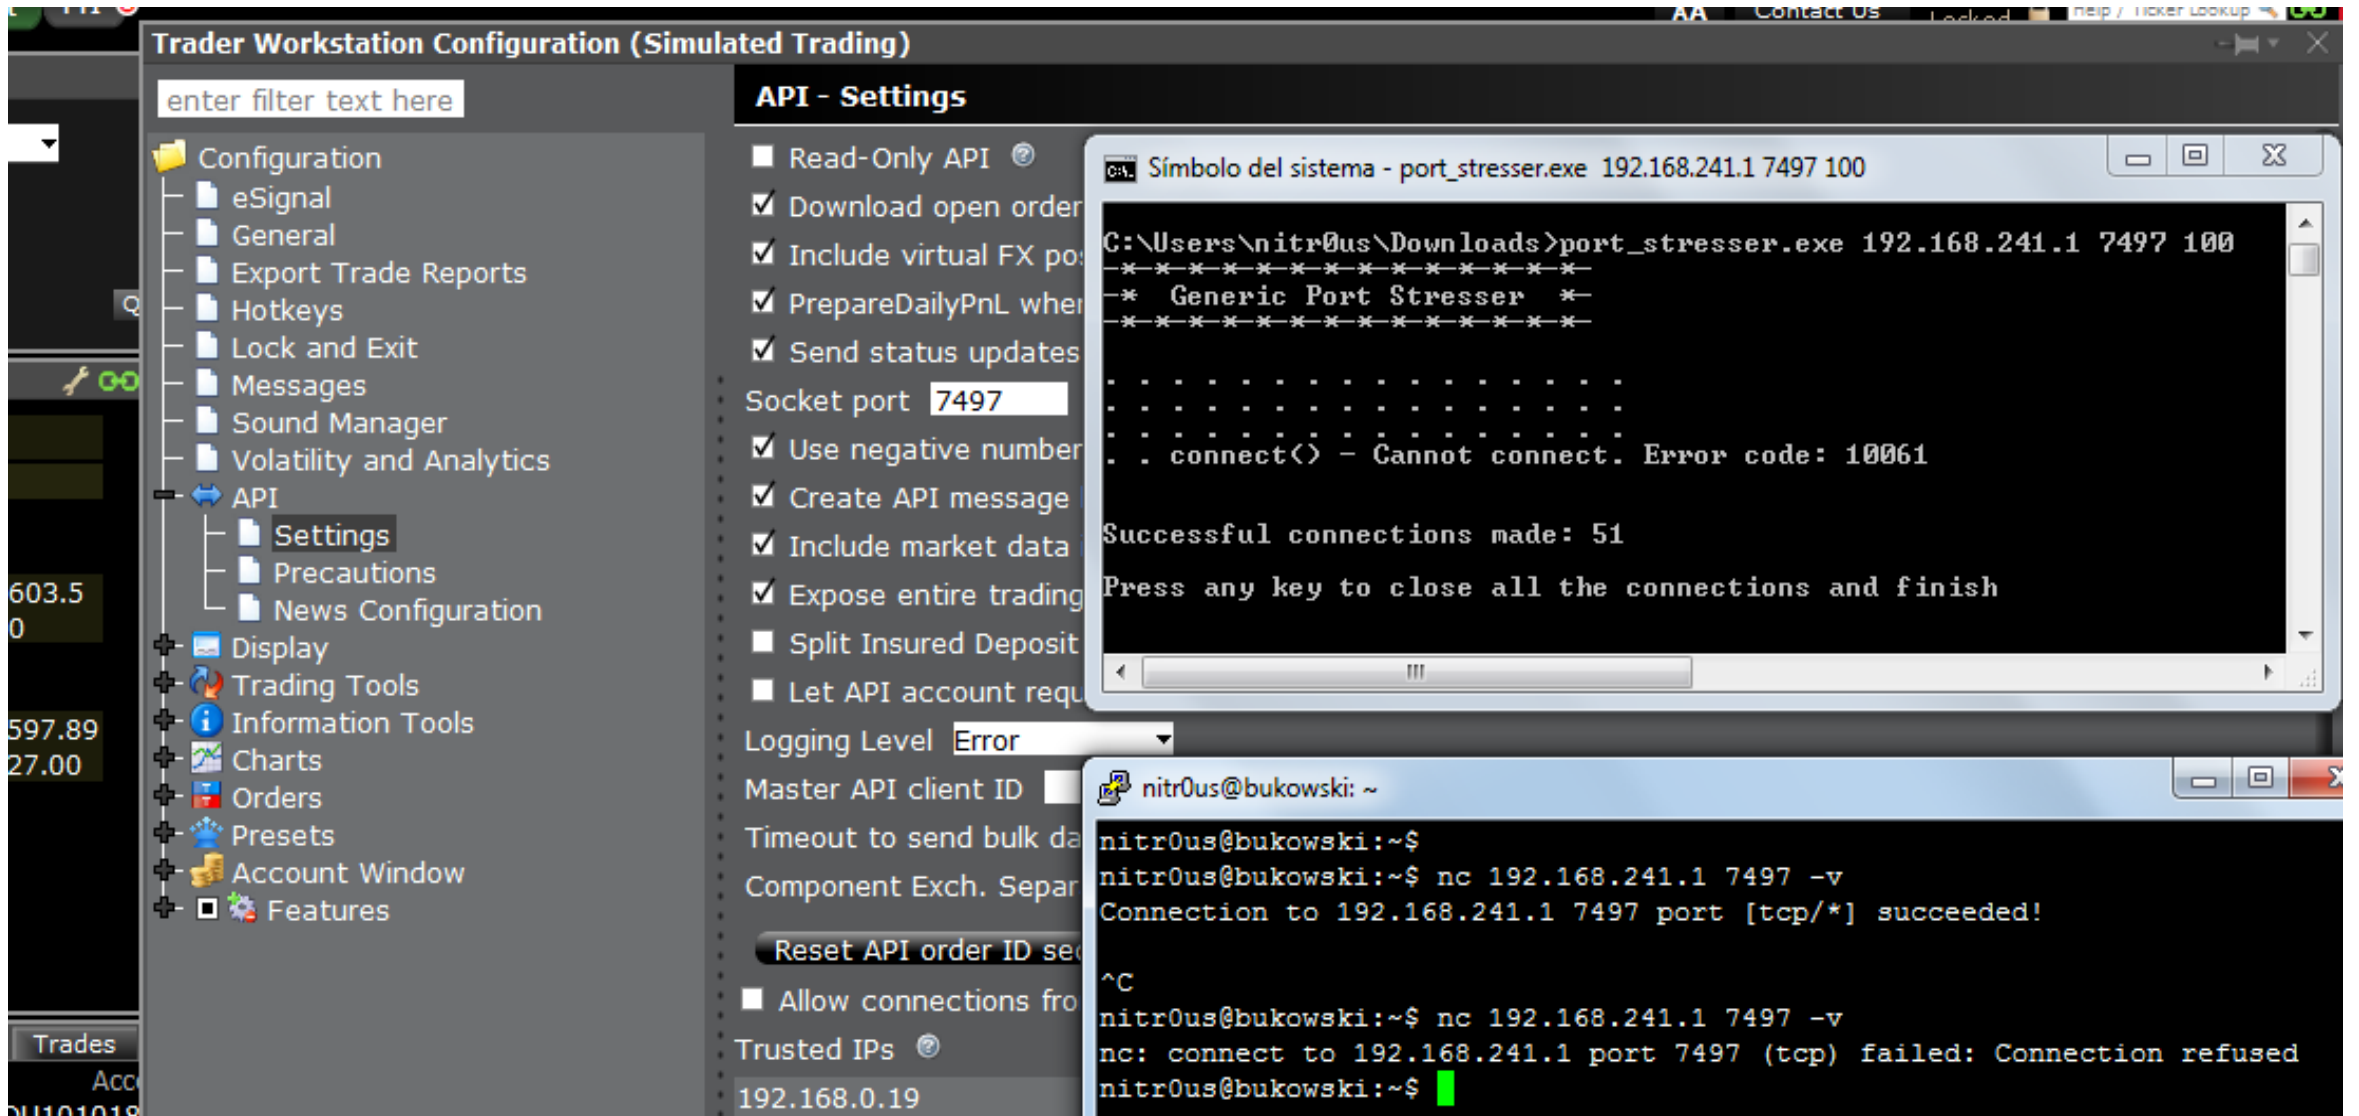 AA
Contact Us
Locked
Help / Ticker Lookup
Trader Workstation Configuration (Simulated Trading)
enter filter text here
Configuration
eSignal
General
Export Trade Reports
Hotkeys
Lock and Exit
Messages
Sound Manager
Volatility and Analytics
API
Settings
Precautions
News Configuration
Display
Trading Tools
Information Tools
Charts
Orders
Presets
Account Window
Features
603.5
0
597.89
27.00
Trades
API - Settings
Read-Only API
Download open order
Include virtual FX
PrepareDailyPnL
Send status updates
Socket port 7497
Use negative number
Create API message
Include market data
Expose entire trading
Split Insured Deposit
Let API account
Logging Level Error
Master API client ID
Timeout to send bulk
Component Exch.
Reset API order ID
Allow connections
Trusted IPs
192.168.0.19
Símbolo del sistema - port_stresser.exe 192.168.241.1 7497 100
C:\Users\nitr0us\Downloads>port_stresser.exe 192.168.241.1 7497 100
-*-*-*-*-*-*-*-*-*-*-*-*-*-*-
-* Generic Port Stresser *-
-*-*-*-*-*-*-*-*-*-*-*-*-*-*-
. . . . . . . . . . . . . . . .
. . . . . . . . . . . . . . . .
. . . . . . . . . . . . . . . .
. . connect() - Cannot connect. Error code: 10061
Successful connections made: 51
Press any key to close all the connections and finish
nitr0us@bukowski: ~
nitr0us@bukowski:~$
nitr0us@bukowski:~$ nc 192.168.241.1 7497 -v
Connection to 192.168.241.1 7497 port [tcp/*] succeeded!
^C
nitr0us@bukowski:~$ nc 192.168.241.1 7497 -v
nc: connect to 192.168.241.1 port 7497 (tcp) failed: Connection refused
nitr0us@bukowski:~$